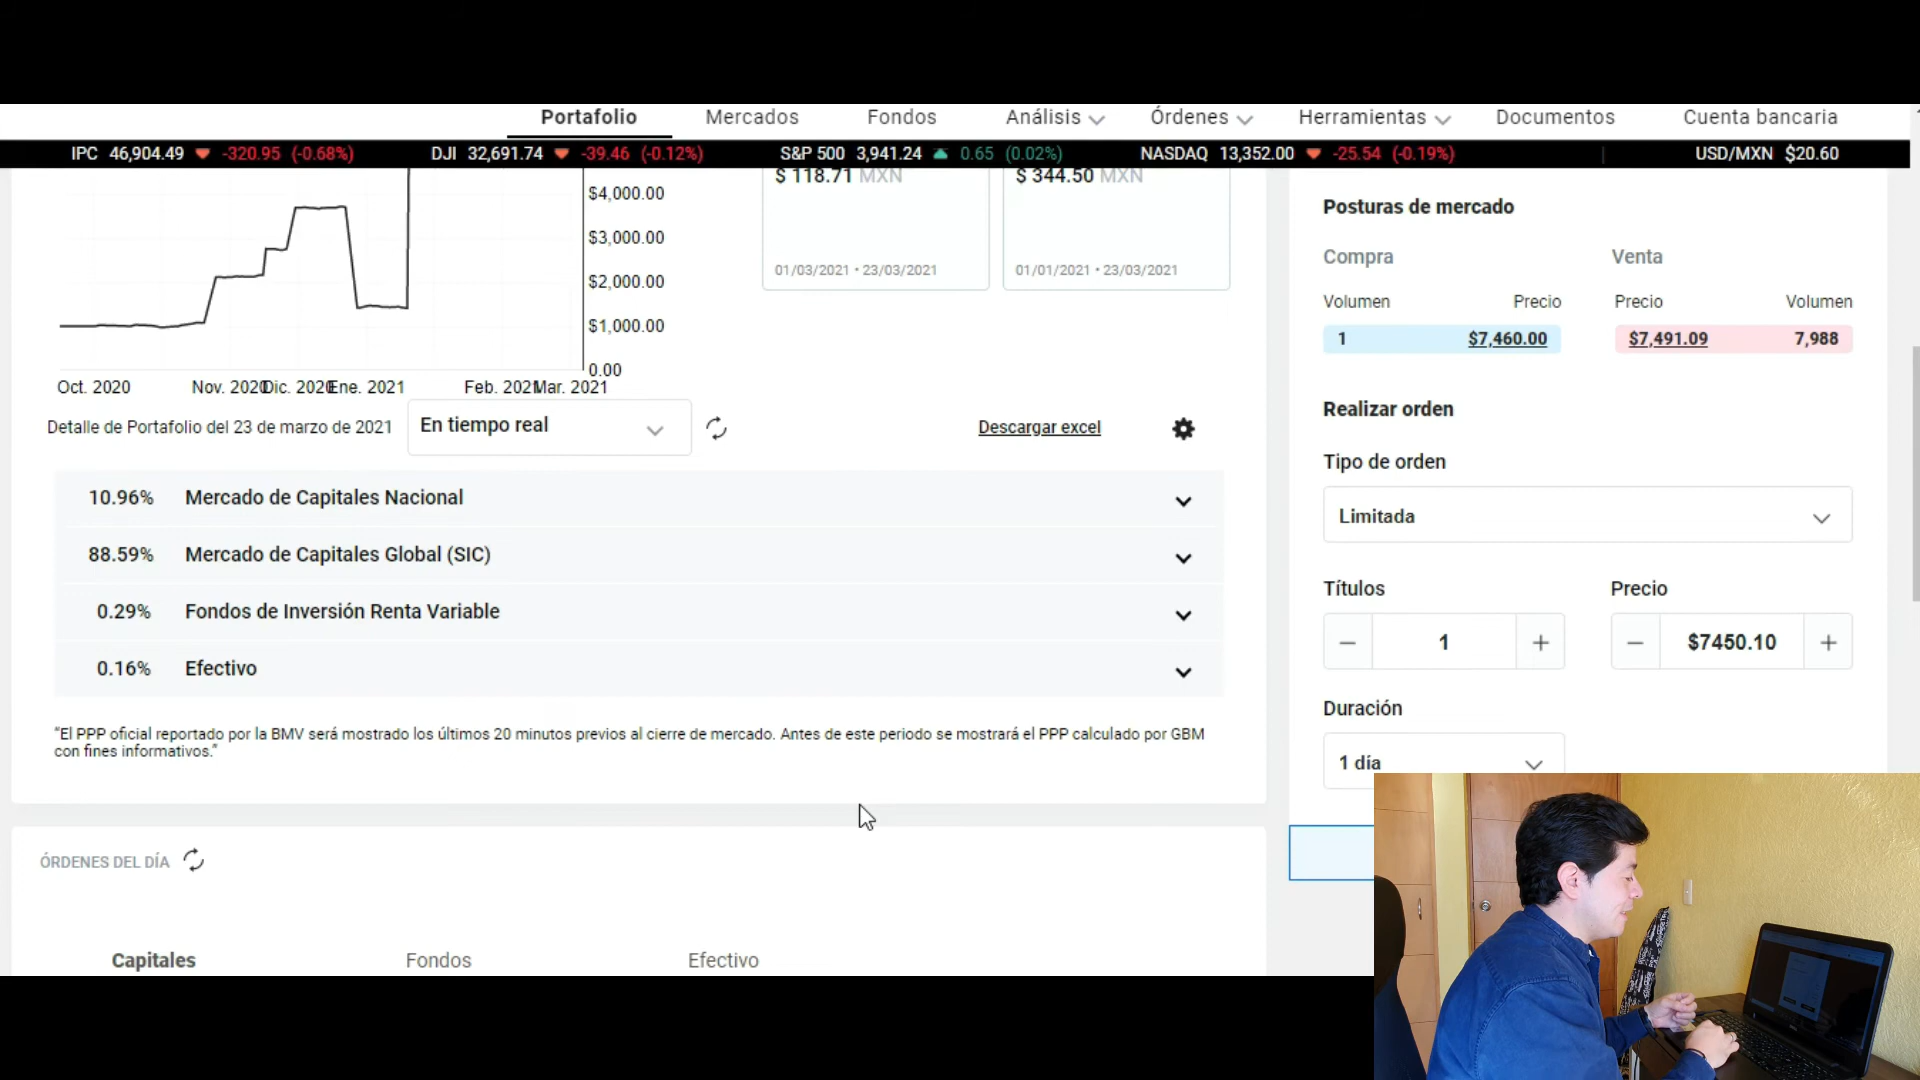 Portafolio Mercados Fondos Análisis Órdenes Herramientas Documentos Cuenta bancaria
IPC 46,904.49 -320.95 (-0.68%) DJI 32,691.74 -39.46 (-0.12%) S&P 500 3,941.24 0.65 (0.02%) NASDAQ 13,352.00 -25.54 (-0.19%) USD/MXN $20.60
$4,000.00
$3,000.00
$2,000.00
$1,000.00
0.00
Oct. 2020 Nov. 2020 Dic. 2020 Ene. 2021 Feb. 2021 Mar. 2021
$ 118.71 MXN
01/03/2021 • 23/03/2021
$ 344.50 MXN
01/01/2021 • 23/03/2021
Detalle de Portafolio del 23 de marzo de 2021 En tiempo real Descargar excel
10.96% Mercado de Capitales Nacional
88.59% Mercado de Capitales Global (SIC)
0.29% Fondos de Inversión Renta Variable
0.16% Efectivo
“El PPP oficial reportado por la BMV será mostrado los últimos 20 minutos previos al cierre de mercado. Antes de este periodo se mostrará el PPP calculado por GBM
con fines informativos.”
ÓRDENES DEL DÍA
Capitales Fondos Efectivo
Posturas de mercado
Compra Venta
Volumen Precio Precio Volumen
1 $7,460.00 $7,491.09 7,988
Realizar orden
Tipo de orden
Limitada
Títulos Precio
− 1 + − $7450.10 +
Duración
1 día